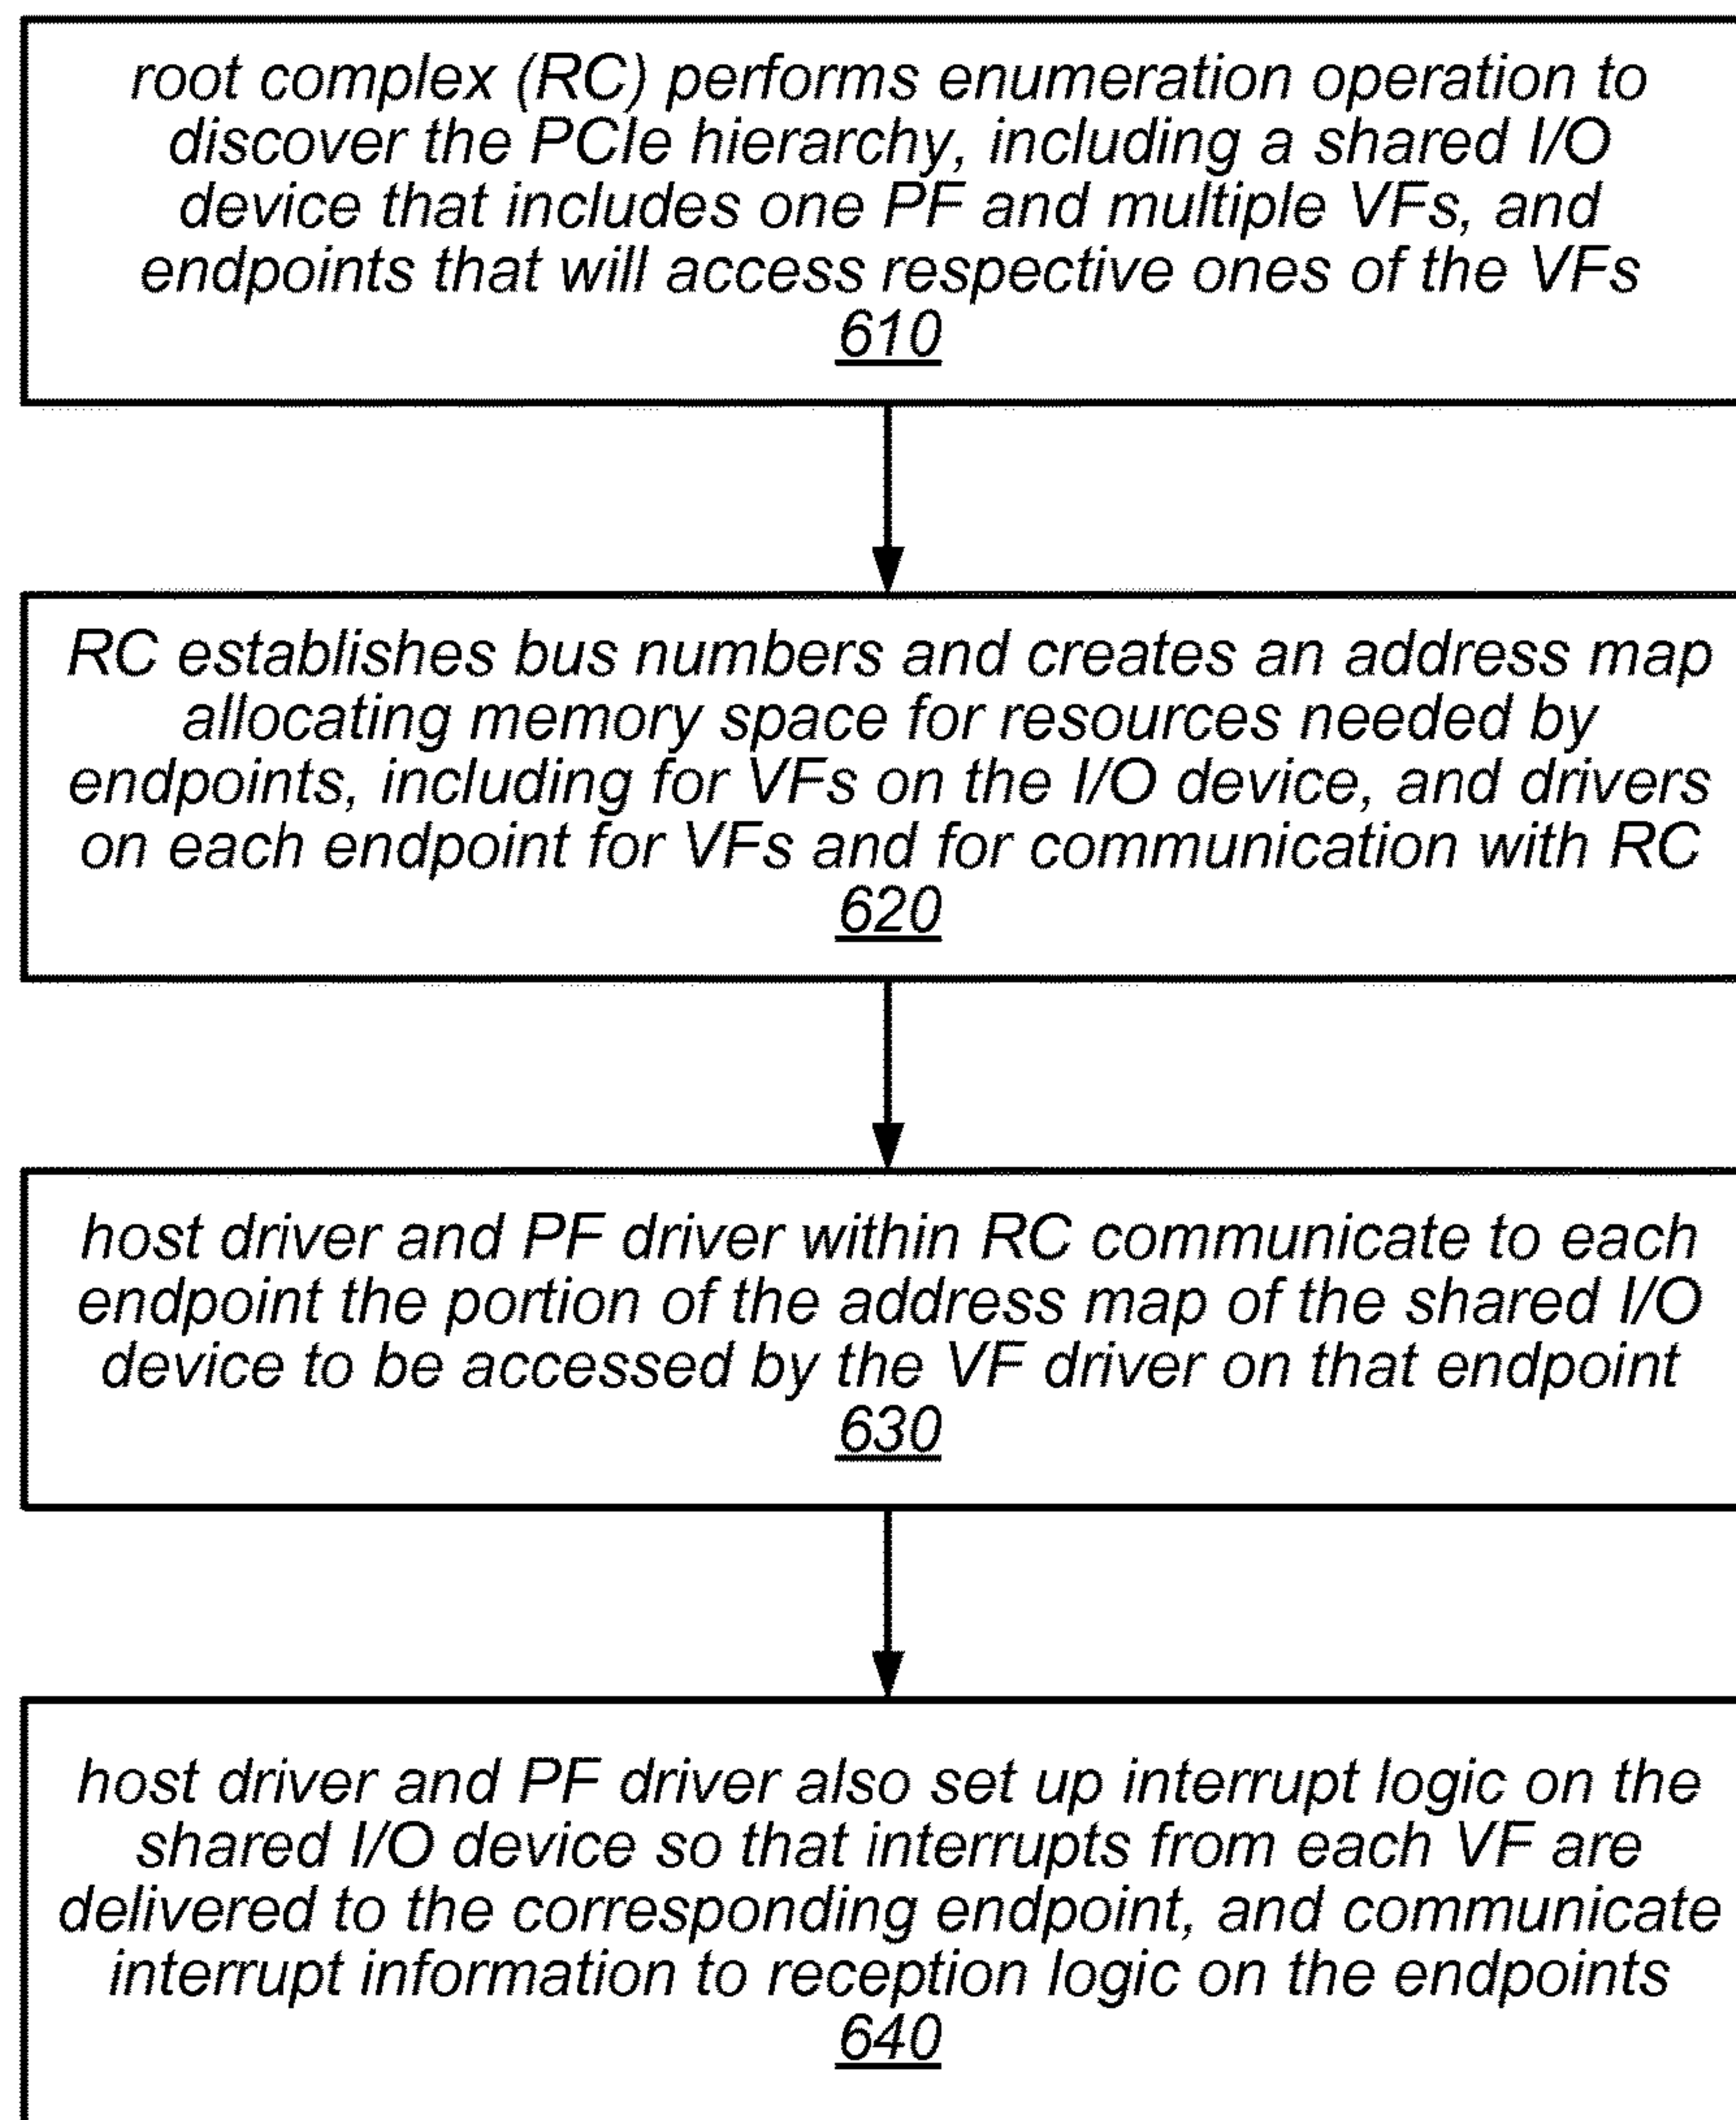 root complex (RC) performs enumeration operation to
discover the PCIe hierarchy, including a shared I/O
device that includes one PF and multiple VFs, and
endpoints that will access respective ones of the VFs
610
RC establishes bus numbers and creates an address map
allocating memory space for resources needed by
endpoints, including for VFs on the I/O device, and drivers
on each endpoint for VFs and for communication with RC
620
host driver and PF driver within RC communicate to each
endpoint the portion of the address map of the shared I/O
device to be accessed by the VF driver on that endpoint
630
host driver and PF driver also set up interrupt logic on the
shared I/O device so that interrupts from each VF are
delivered to the corresponding endpoint, and communicate
interrupt information to reception logic on the endpoints
640